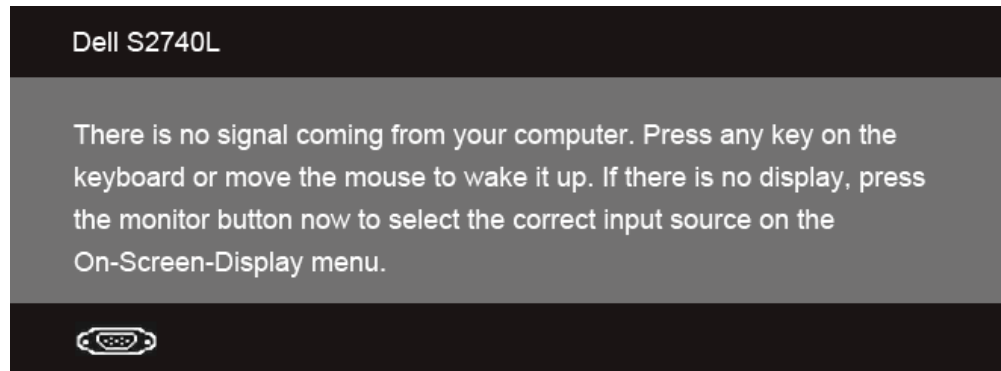 Dell S2740L
There is no signal coming from your computer. Press any key on the
keyboard or move the mouse to wake it up. If there is no display, press
the monitor button now to select the correct input source on the
On-Screen-Display menu.